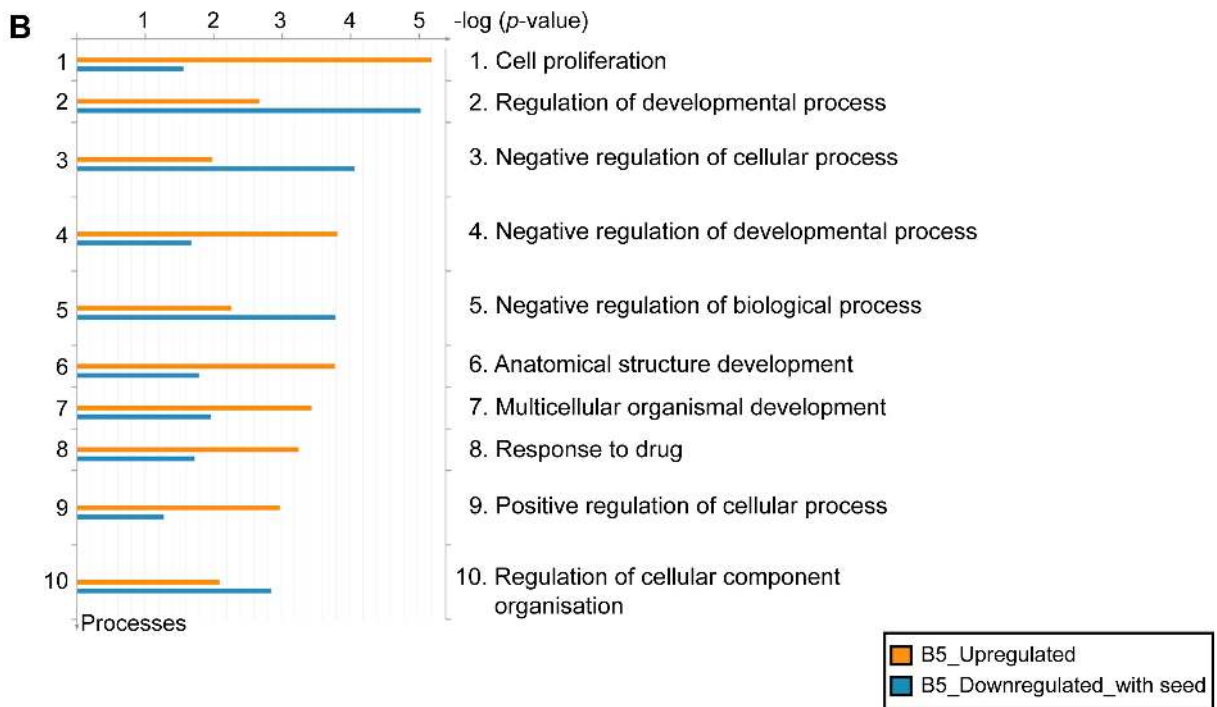 B
1 2 3 4 5 -log (p-value)
1
1. Cell proliferation
2
2. Regulation of developmental process
3
3. Negative regulation of cellular process
4
4. Negative regulation of developmental process
5
5. Negative regulation of biological process
6
6. Anatomical structure development
7
7. Multicellular organismal development
8
8. Response to drug
9
9. Positive regulation of cellular process
10
10. Regulation of cellular component
organisation
Processes
B5_Upregulated
B5_Downregulated_with seed